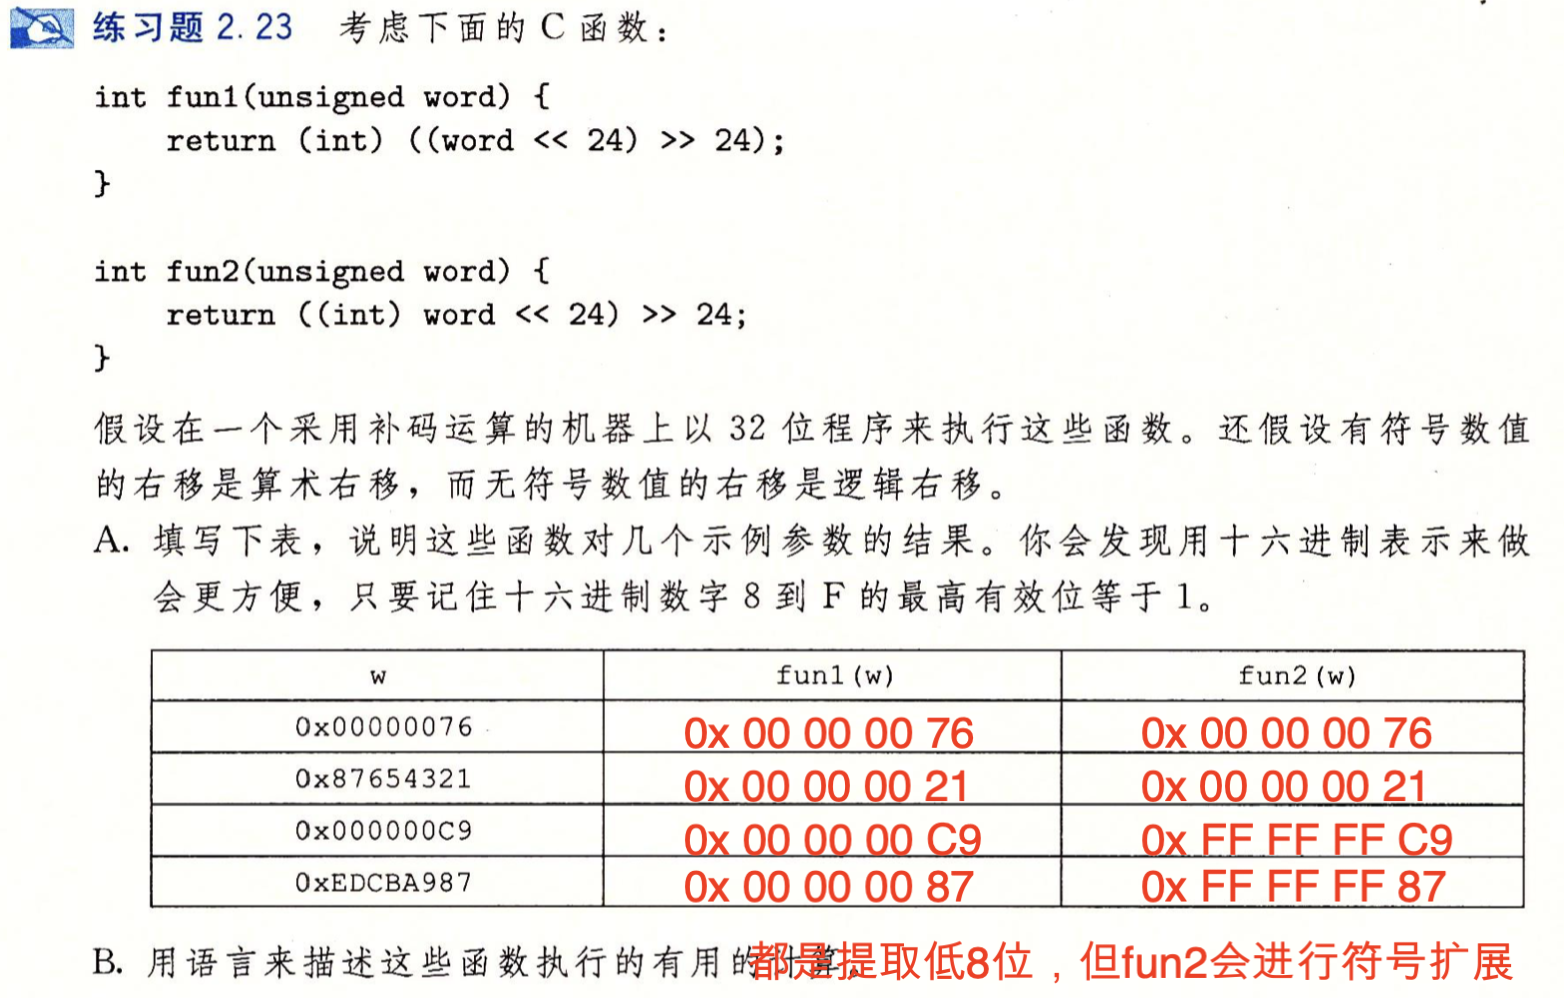 练习题 2.23 考虑下面的 C 函数：
int fun1(unsigned word) {
return (int) ((word << 24) >> 24);
}
int fun2(unsigned word) {
return ((int) word << 24) >> 24;
}
假设在一个采用补码运算的机器上以 32 位程序来执行这些函数。还假设有符号数值
的右移是算术右移，而无符号数值的右移是逻辑右移。
A. 填写下表，说明这些函数对几个示例参数的结果。你会发现用十六进制表示来做
会更方便，只要记住十六进制数字 8 到 F 的最高有效位等于 1。
w fun1(w) fun2(w)
0x00000076 0x 00 00 00 76 0x 00 00 00 76
0x87654321 0x 00 00 00 21 0x 00 00 00 21
0x000000C9 0x 00 00 00 C9 0x FF FF FF C9
0xEDCBA987 0x 00 00 00 87 0x FF FF FF 87
B. 用语言来描述这些函数执行的有用的计算。
都是提取低8位，但fun2会进行符号扩展